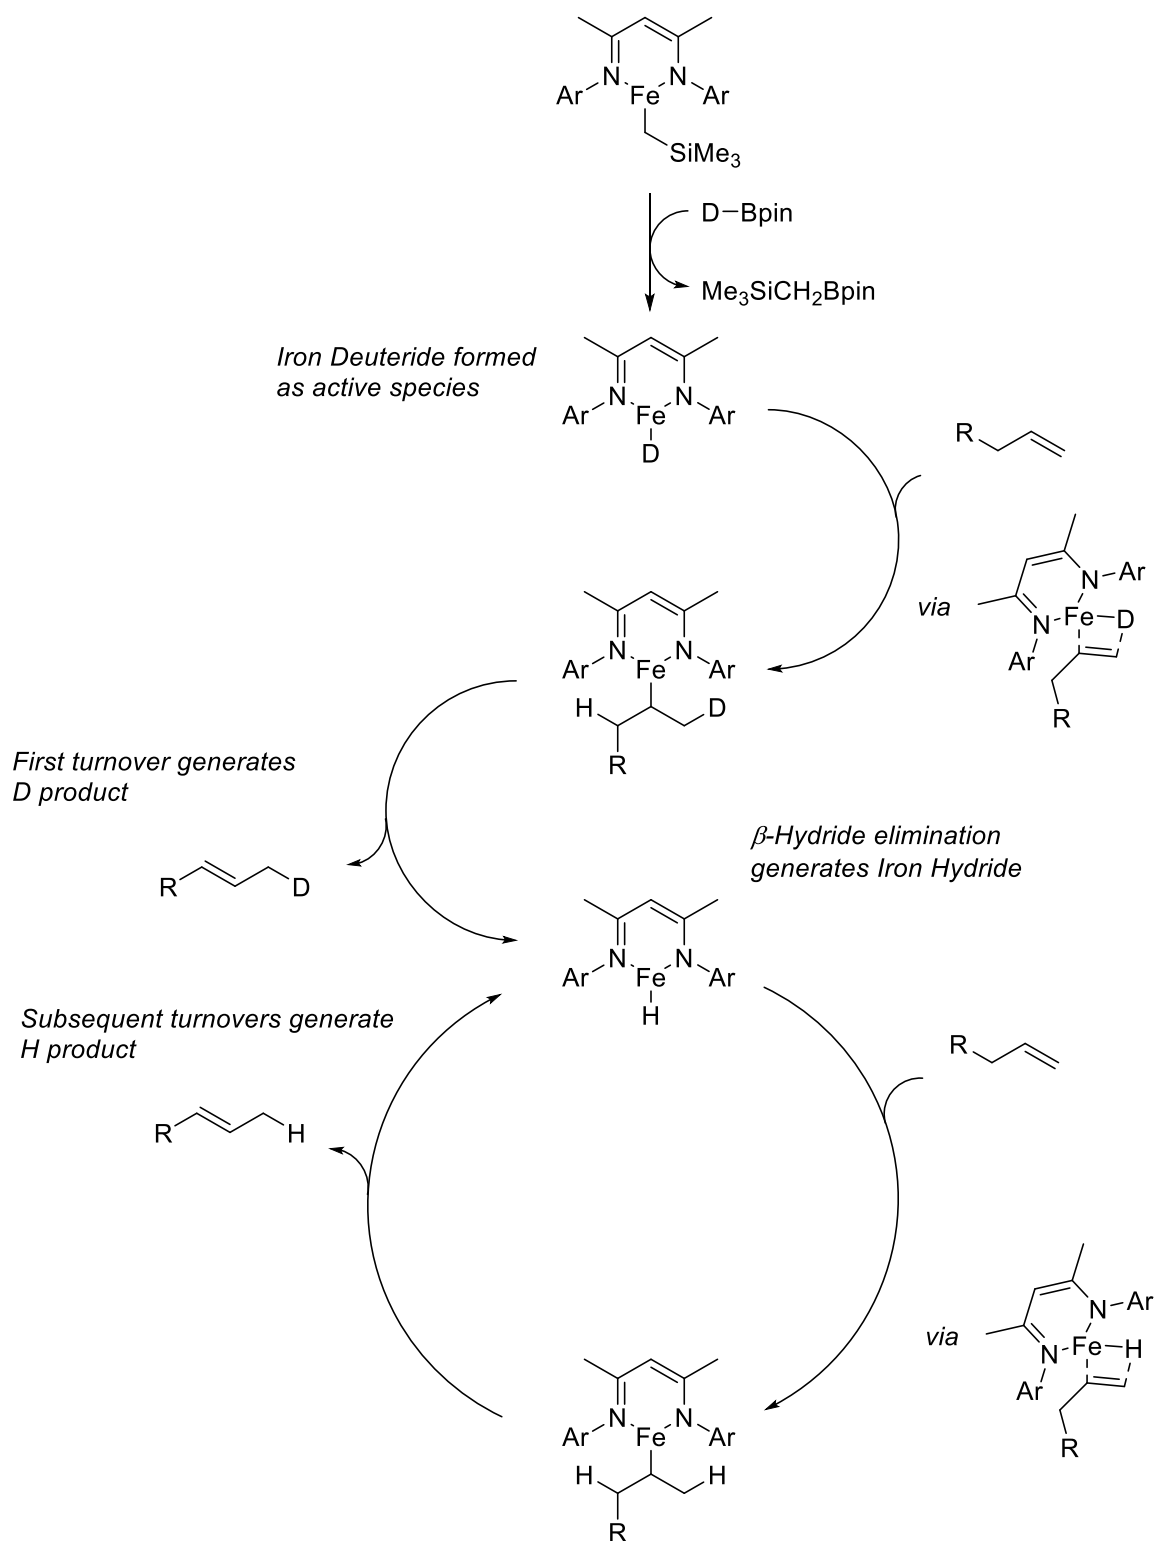 N N
Ar Fe Ar
SiMe3
D–Bpin
Me3SiCH2Bpin
Iron Deuteride formed
as active species
N N
Ar Fe Ar
D
R
via
N Ar
Fe D
N
Ar
R
N N
Ar Fe Ar
H D
R
First turnover generates
D product
R D
β-Hydride elimination
generates Iron Hydride
N N
Ar Fe Ar
H
Subsequent turnovers generate
H product
R
R H
via
N Ar
Fe H
N
Ar
R
N N
Ar Fe Ar
H H
R